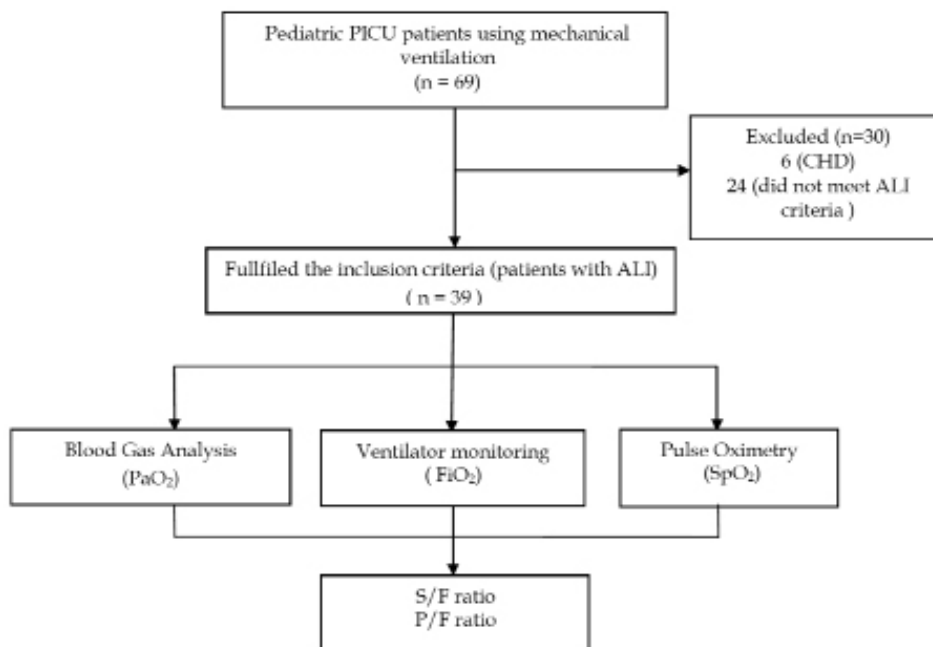 Pediatric PICU patients using mechanical
ventilation
(n = 69)
Excluded (n=30)
6 (CHD)
24 (did not meet ALI
criteria )
Fullfiled the inclusion criteria (patients with ALI)
( n = 39 )
Blood Gas Analysis
(PaO₂)
Ventilator monitoring
( FiO₂)
Pulse Oximetry
(SpO₂)
S/F ratio
P/F ratio